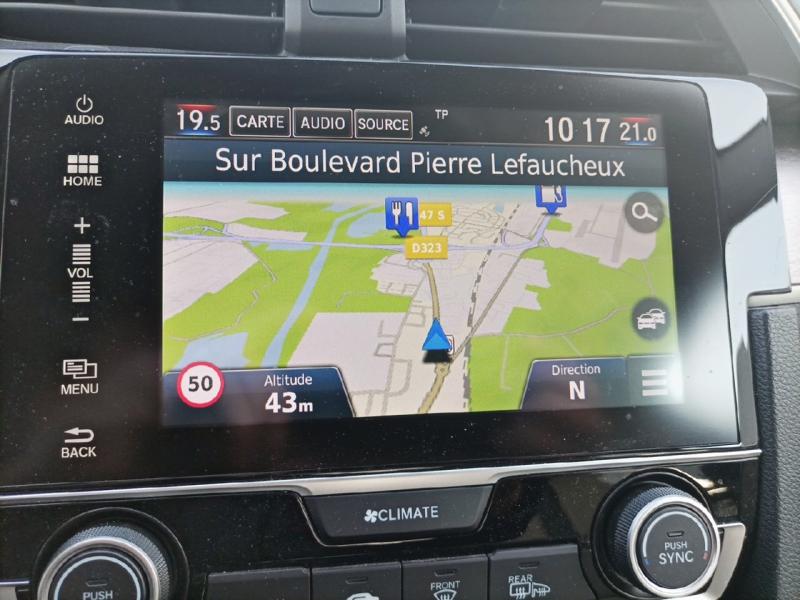 AUDIO
HOME
+
VOL
−
MENU
BACK
19.5 CARTE AUDIO SOURCE TP 10 17 21.0
Sur Boulevard Pierre Lefaucheux
47 S
D323
50
Altitude
43m
Direction
N
CLIMATE
PUSH
FRONT
REAR
PUSH
SYNC